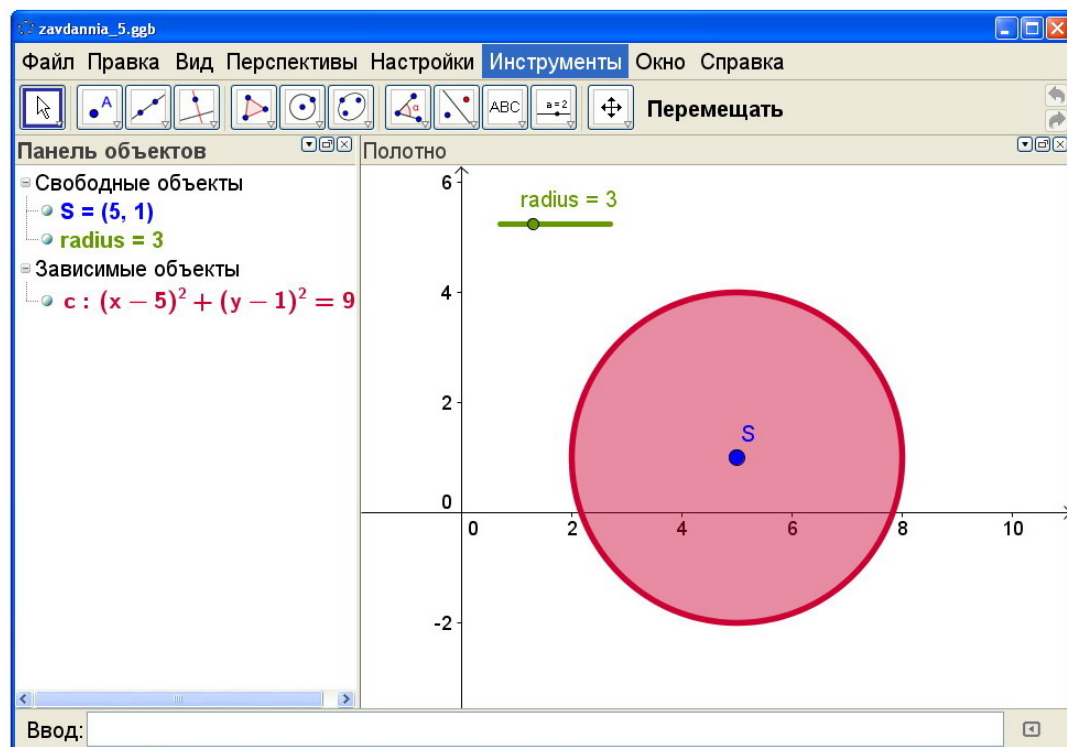 zavdannia_5.ggb
Файл Правка Вид Перспективы Настройки Инструменты Окно Справка
A α ABC a=2 Перемещать
Панель объектов
Свободные объекты
S = (5, 1)
radius = 3
Зависимые объекты
c : (x − 5)² + (y − 1)² = 9
Полотно
radius = 3
6
4
2
0
-2
S
0 2 4 6 8 10
Ввод: